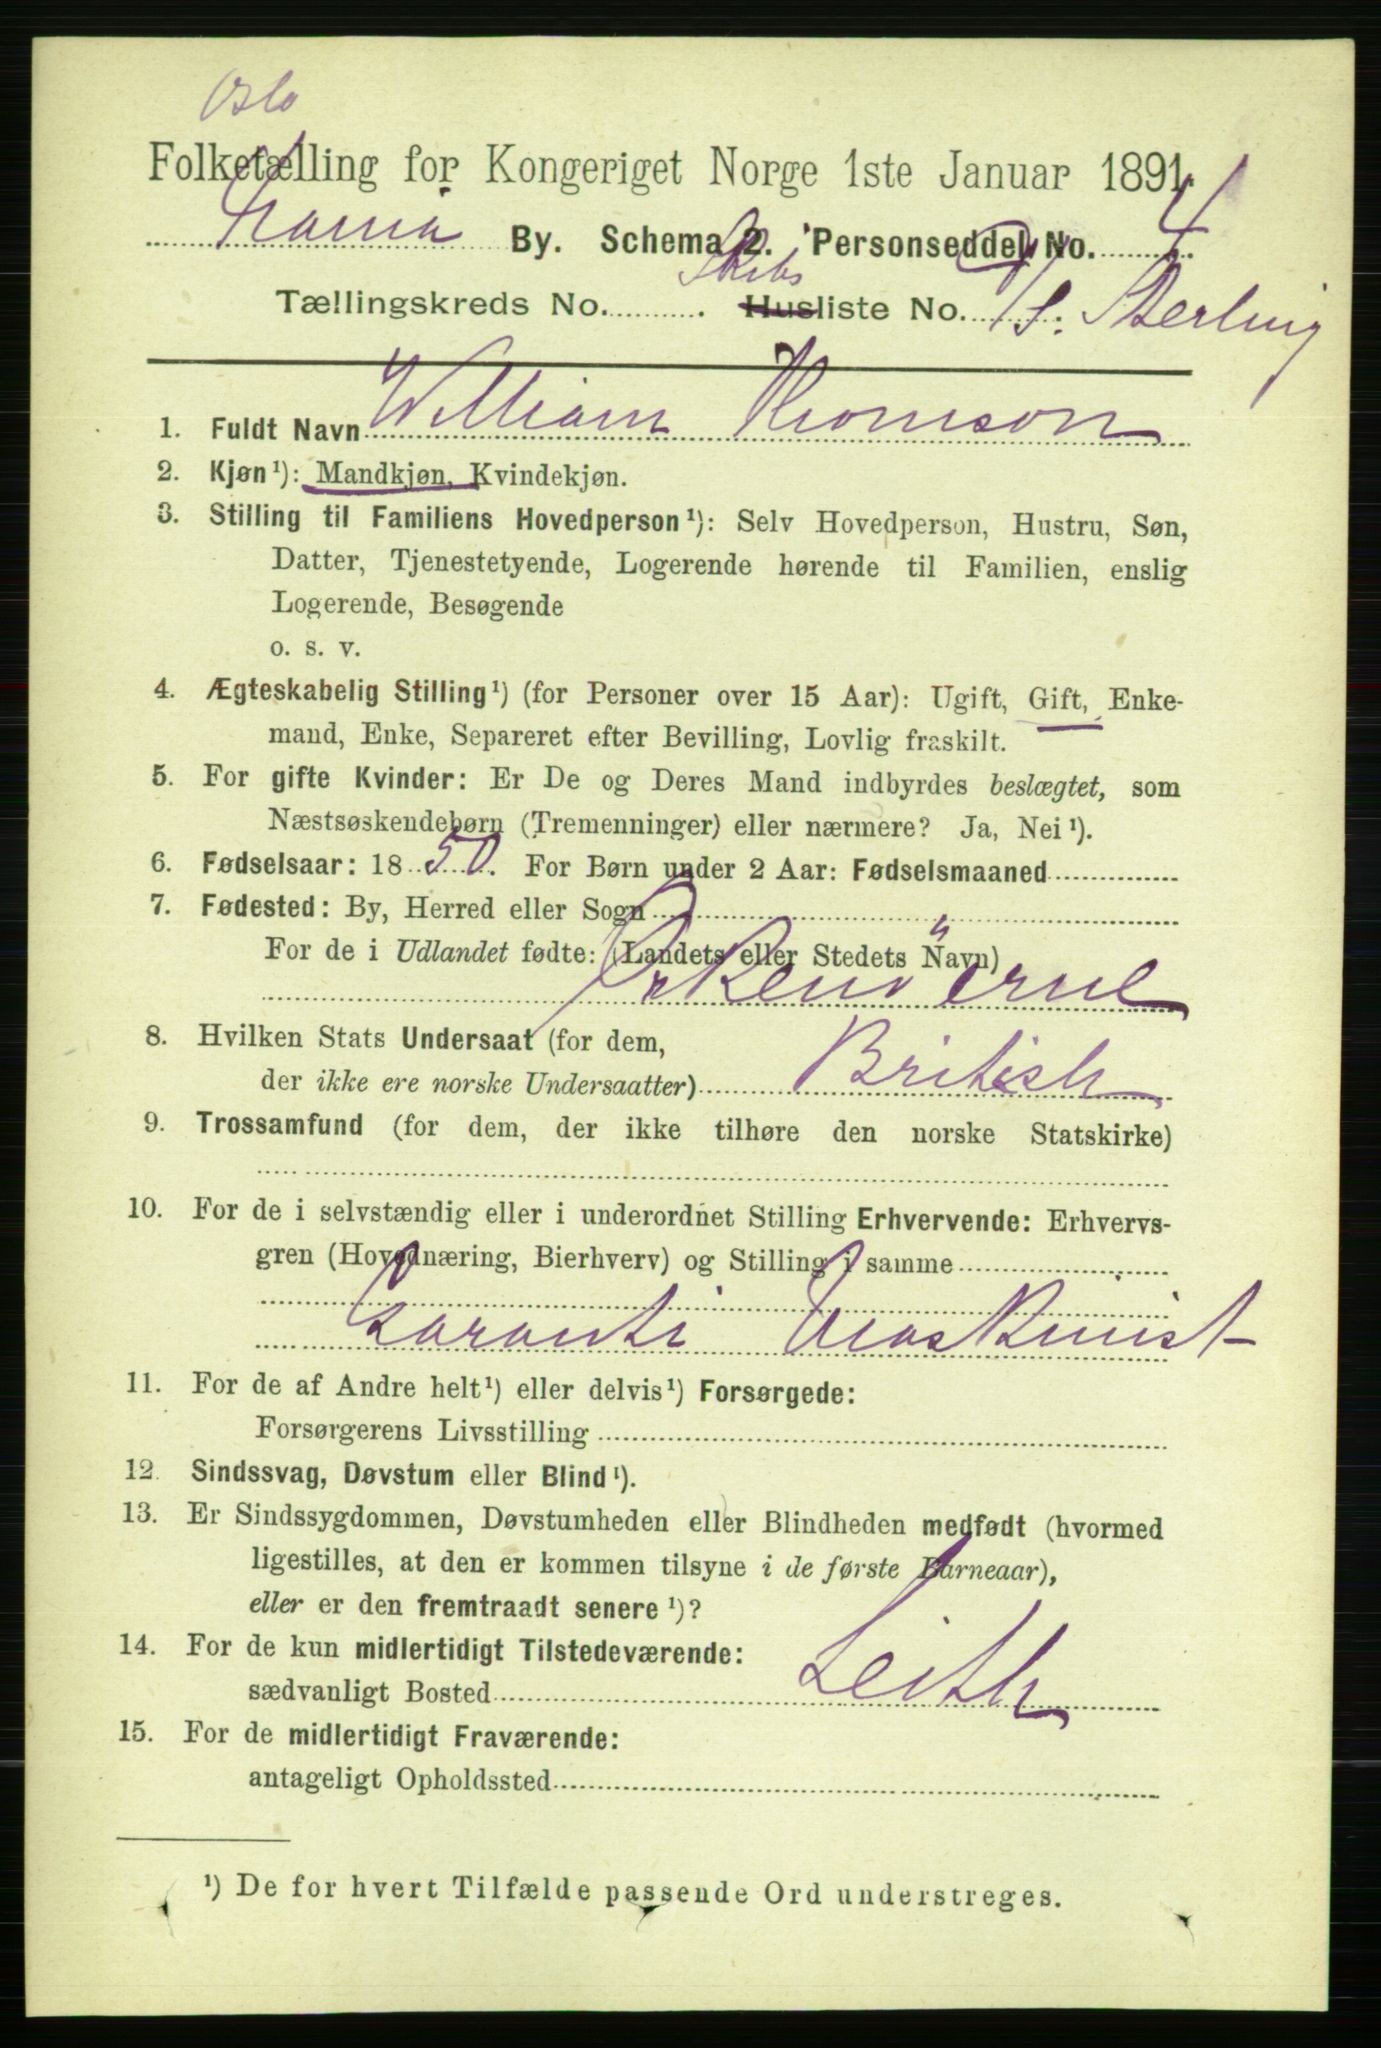 Oslo
Folketælling for Kongeriget Norge 1ste Januar 1891.
By. Schema 2. Personseddel No. 4
Skibs
Tællingskreds No. Husliste No. D/S. Sterling
1. Fuldt Navn William Thomson
2. Kjøn¹): Mandkjøn, Kvindekjøn.
3. Stilling til Familiens Hovedperson¹): Selv Hovedperson, Hustru, Søn,
Datter, Tjenestetyende, Logerende hørende til Familien, enslig
Logerende, Besøgende
o. s. v.
4. Ægteskabelig Stilling¹) (for Personer over 15 Aar): Ugift, Gift, Enke-
mand, Enke, Separeret efter Bevilling, Lovlig fraskilt.
5. For gifte Kvinder: Er De og Deres Mand indbyrdes beslægtet, som
Næstsøskendebørn (Tremenninger) eller nærmere? Ja, Nei¹).
6. Fødselsaar: 1850. For Børn under 2 Aar: Fødselsmaaned
7. Fødested: By, Herred eller Sogn
For de i Udlandet fødte: (Landets eller Stedets Navn)
Orkenöerne
8. Hvilken Stats Undersaat (for dem,
der ikke ere norske Undersaatter) British
9. Trossamfund (for dem, der ikke tilhøre den norske Statskirke)
10. For de i selvstændig eller i underordnet Stilling Erhvervende: Erhvervs-
gren (Hovednæring, Bierhverv) og Stilling i samme
Garanti Maskinist
11. For de af Andre helt¹) eller delvis¹) Forsørgede:
Forsørgerens Livsstilling
12. Sindssvag, Døvstum eller Blind¹).
13. Er Sindssygdommen, Døvstumheden eller Blindheden medfødt (hvormed
ligestilles, at den er kommen tilsyne i de første Barneaar),
eller er den fremtraadt senere¹)?
14. For de kun midlertidigt Tilstedeværende:
sædvanligt Bosted Leith
15. For de midlertidigt Fraværende:
antageligt Opholdssted
¹) De for hvert Tilfælde passende Ord understreges.